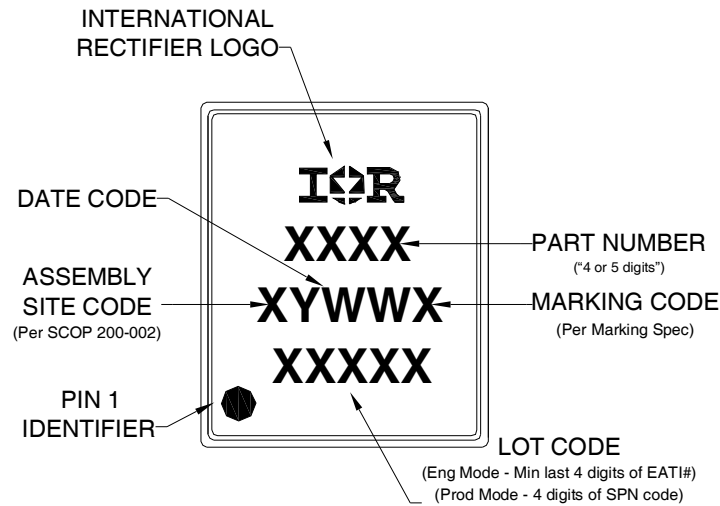 INTERNATIONAL
RECTIFIER LOGO
IOR
DATE CODE
XXXX
PART NUMBER
("4 or 5 digits")
ASSEMBLY
SITE CODE
(Per SCOP 200-002)
XYWWX
MARKING CODE
(Per Marking Spec)
XXXXX
PIN 1
IDENTIFIER
LOT CODE
(Eng Mode - Min last 4 digits of EATI#)
(Prod Mode - 4 digits of SPN code)